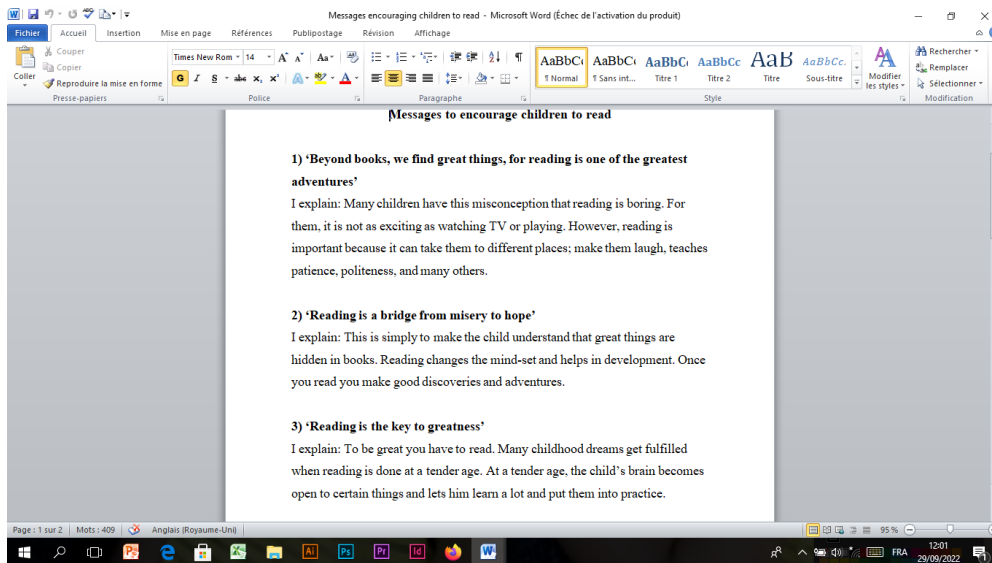 Messages encouraging children to read - Microsoft Word (Échec de l'activation du produit)
Fichier Accueil Insertion Mise en page Références Publipostage Révision Affichage
Coller
Couper
Copier
Reproduire la mise en forme
Presse-papiers
Times New Rom 14
G I S abc x, x²
Police
Paragraphe
AaBbCc AaBbCc AaBbCc AaBbCc AaB AaBbCc.
¶ Normal ¶ Sans int... Titre 1 Titre 2 Titre Sous-titre
Modifier les styles
Style
Rechercher
Remplacer
Sélectionner
Modification
Messages to encourage children to read
1) ‘Beyond books, we find great things, for reading is one of the greatest
adventures’
I explain: Many children have this misconception that reading is boring. For
them, it is not as exciting as watching TV or playing. However, reading is
important because it can take them to different places; make them laugh, teaches
patience, politeness, and many others.
2) ‘Reading is a bridge from misery to hope’
I explain: This is simply to make the child understand that great things are
hidden in books. Reading changes the mind-set and helps in development. Once
you read you make good discoveries and adventures.
3) ‘Reading is the key to greatness’
I explain: To be great you have to read. Many childhood dreams get fulfilled
when reading is done at a tender age. At a tender age, the child’s brain becomes
open to certain things and lets him learn a lot and put them into practice.
Page : 1 sur 2 Mots : 409 Anglais (Royaume-Uni) 95 %
Ai Ps Pr Id W FRA 12:01
29/09/2022